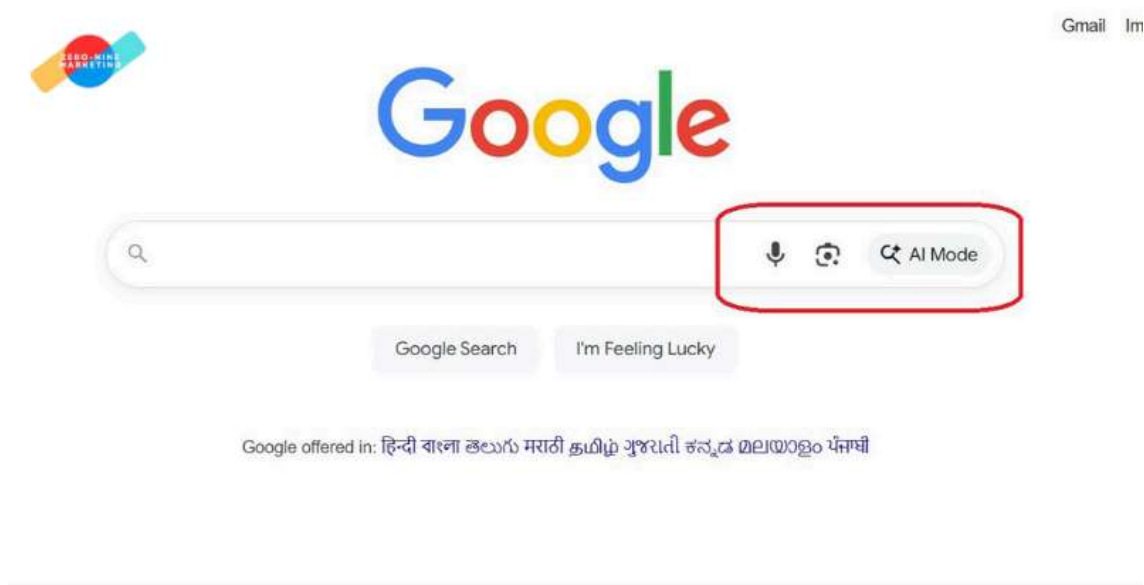 Gmail Im
ZERO-NINE
MARKETING
Google
AI Mode
Google Search I'm Feeling Lucky
Google offered in: हिन्दी বাংলা తెలుగు मराठी தமிழ் ગુજરાતી ಕನ್ನಡ മലയാളം ਪੰਜਾਬੀ